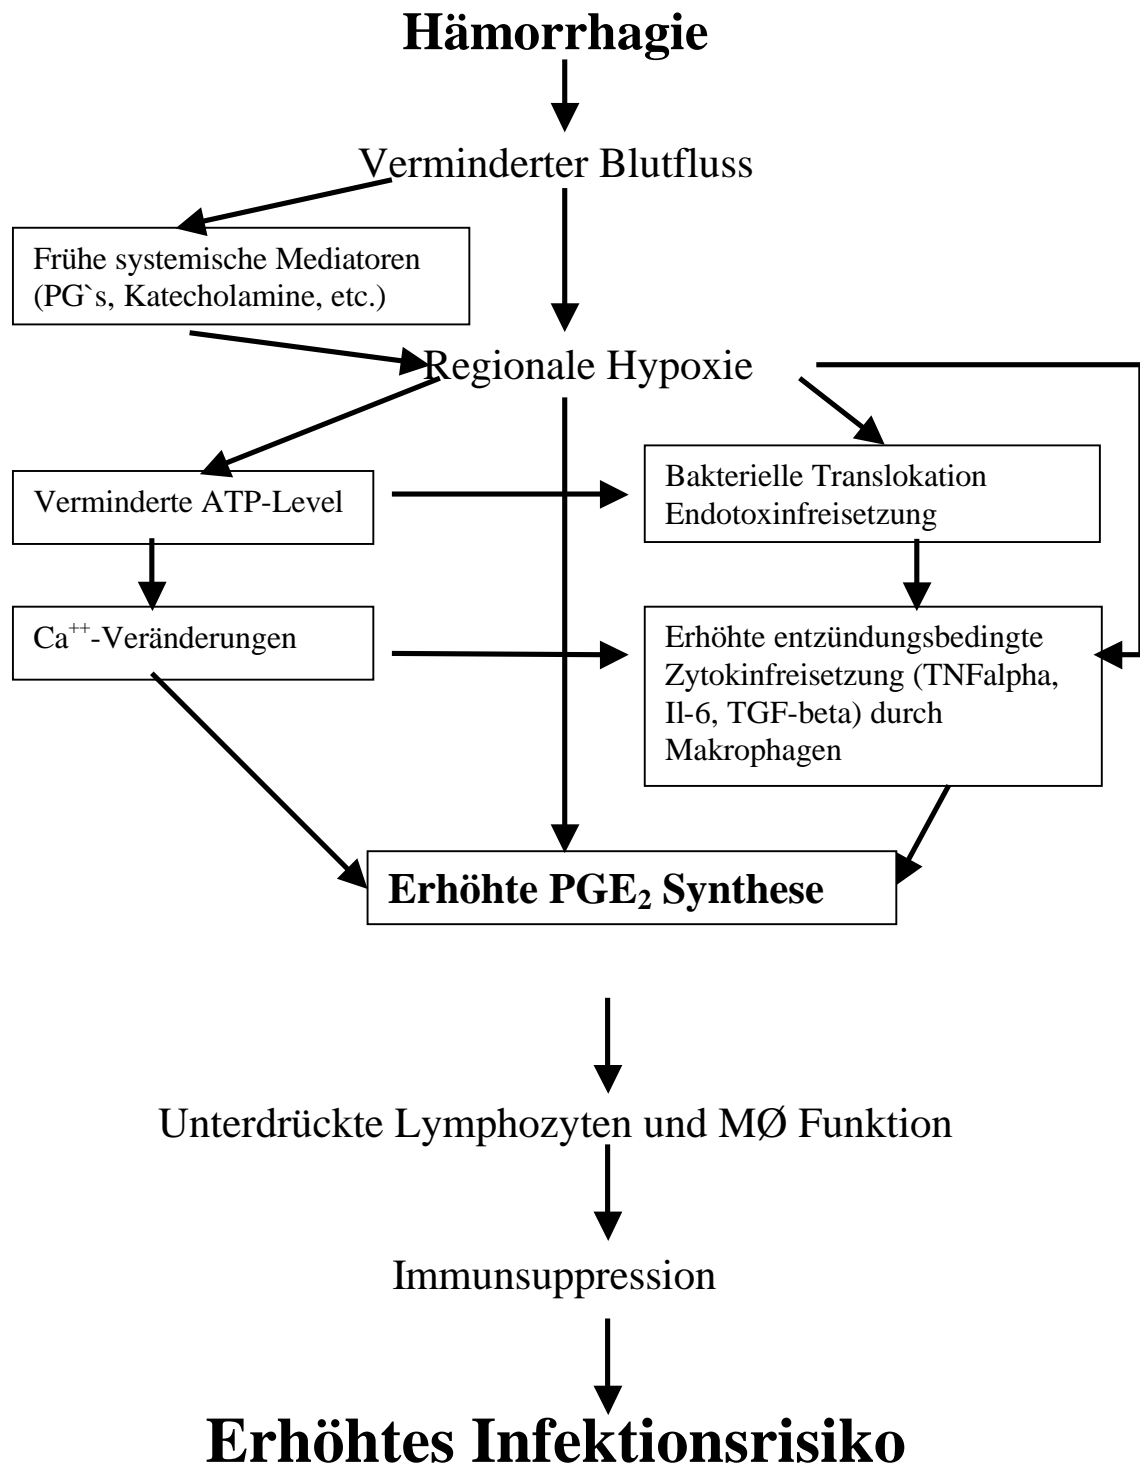 Hämorrhagie
Verminderter Blutfluss
Frühe systemische Mediatoren
(PG`s, Katecholamine, etc.)
Regionale Hypoxie
Verminderte ATP-Level
Bakterielle Translokation
Endotoxinfreisetzung
Ca⁺⁺-Veränderungen
Erhöhte entzündungsbedingte
Zytokinfreisetzung (TNFalpha,
Il-6, TGF-beta) durch
Makrophagen
Erhöhte PGE₂ Synthese
Unterdrückte Lymphozyten und MØ Funktion
Immunsuppression
Erhöhtes Infektionsrisiko